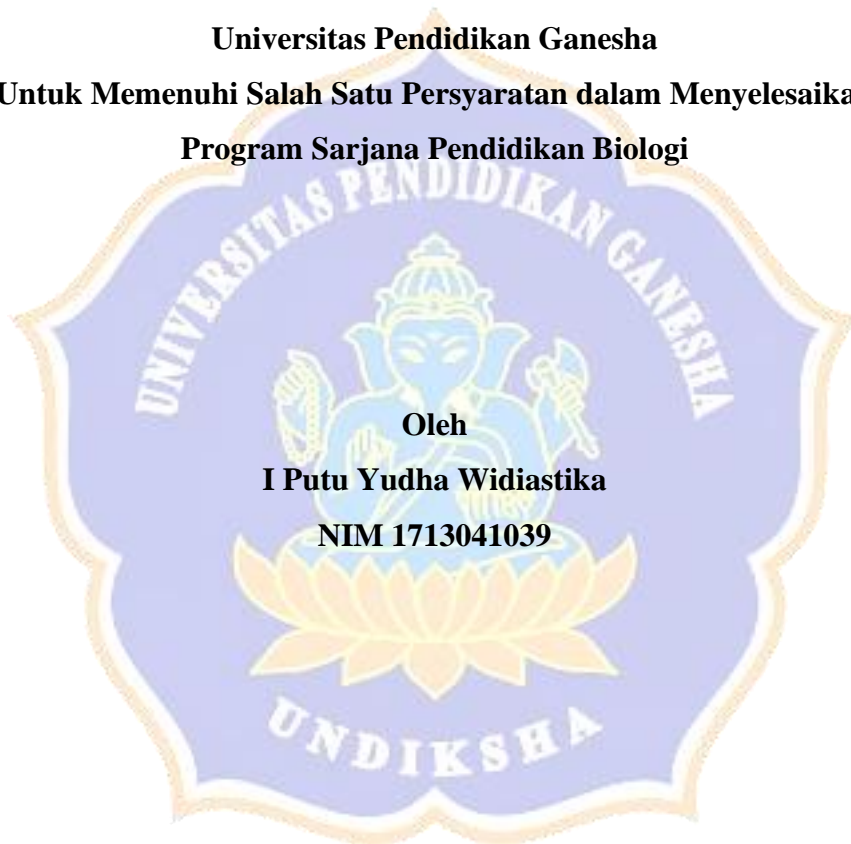 Universitas Pendidikan Ganesha
Untuk Memenuhi Salah Satu Persyaratan dalam Menyelesaika
Program Sarjana Pendidikan Biologi
UNIVERSITAS PENDIDIKAN GANESHA
Oleh
I Putu Yudha Widiastika
NIM 1713041039
UNDIKSHA